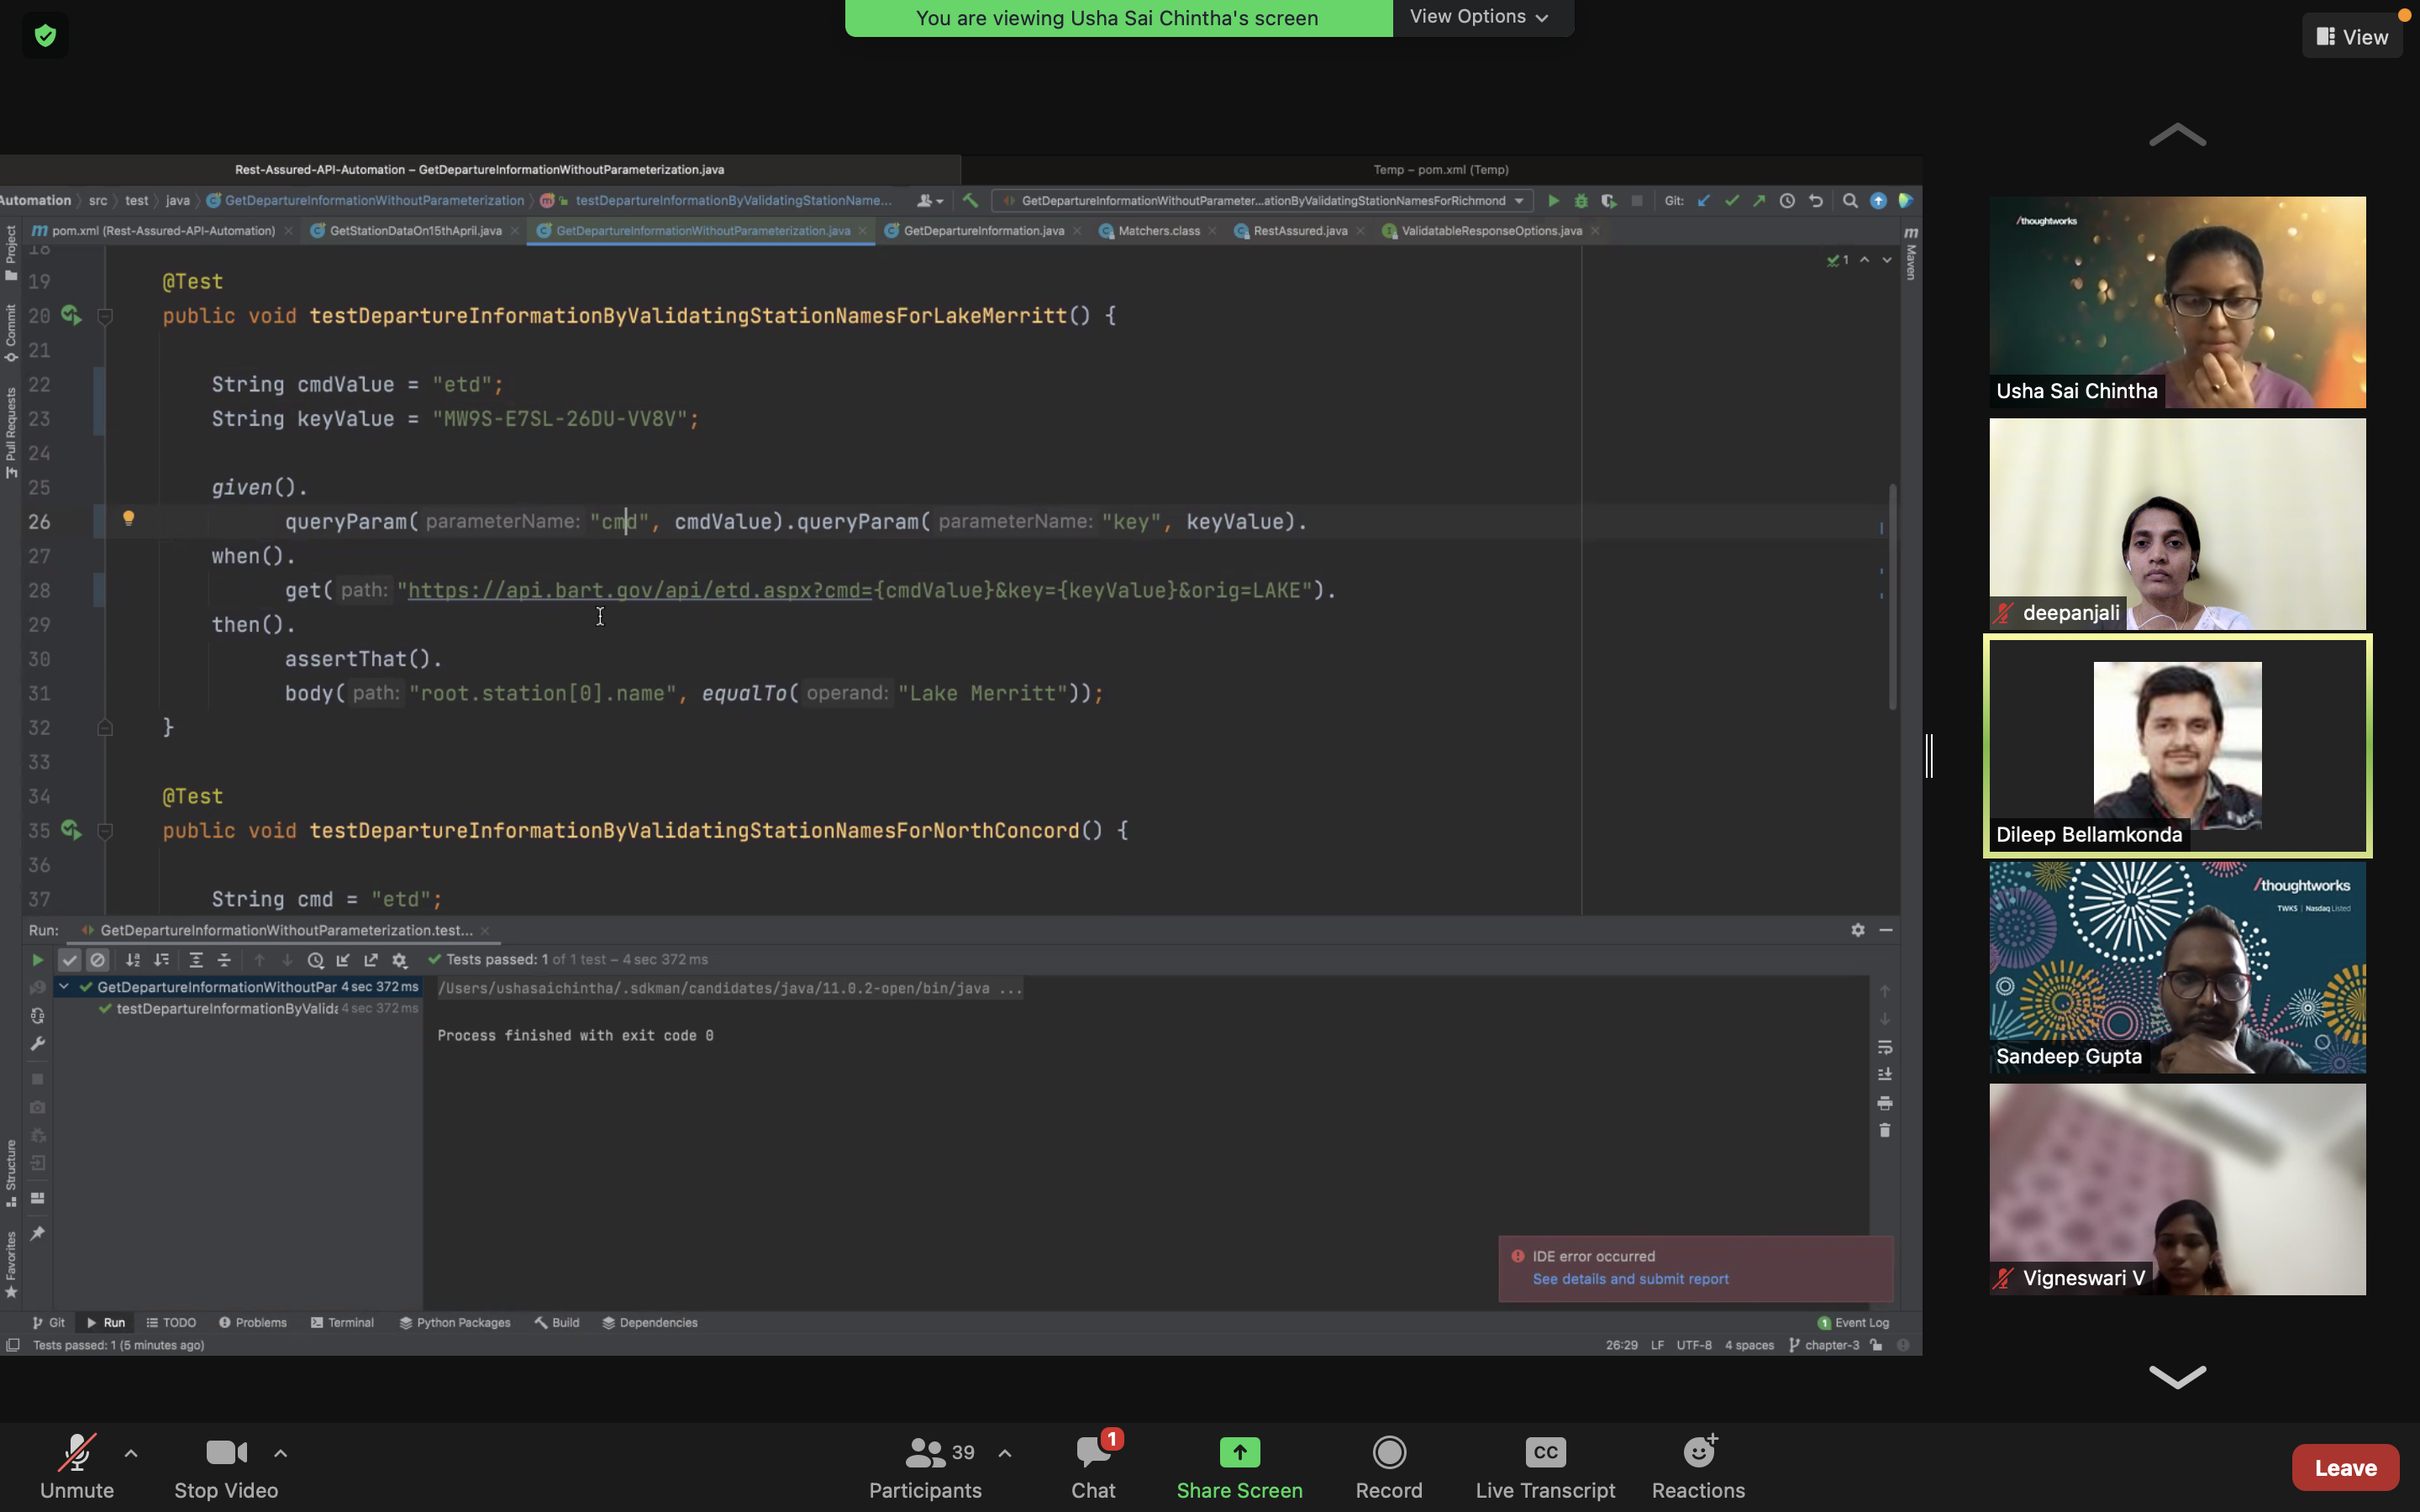 You are viewing Usha Sai Chintha's screen
View Options
View
Rest-Assured-API-Automation – GetDepartureInformationWithoutParameterization.java
Temp – pom.xml (Temp)
Automation src test java GetDepartureInformationWithoutParameterization testDepartureInformationByValidatingStationName...
GetDepartureInformationWithoutParameter...ationByValidatingStationNamesForRichmond
Git:
pom.xml (Rest-Assured-API-Automation)
GetStationDataOn15thApril.java
GetDepartureInformationWithoutParameterization.java
GetDepartureInformation.java
Matchers.class
RestAssured.java
ValidatableResponseOptions.java
Project
Commit
Pull Requests
Structure
Favorites
Maven
1
18
19 @Test
20 public void testDepartureInformationByValidatingStationNamesForLakeMerritt() {
21
22 String cmdValue = "etd";
23 String keyValue = "MW9S-E7SL-26DU-VV8V";
24
25 given().
26 queryParam( parameterName: "cmd", cmdValue).queryParam( parameterName: "key", keyValue).
27 when().
28 get( path: "https://api.bart.gov/api/etd.aspx?cmd={cmdValue}&key={keyValue}&orig=LAKE").
29 then().
30 assertThat().
31 body( path: "root.station[0].name", equalTo( operand: "Lake Merritt"));
32 }
33
34 @Test
35 public void testDepartureInformationByValidatingStationNamesForNorthConcord() {
36
37 String cmd = "etd";
Run: GetDepartureInformationWithoutParameterization.test...
Tests passed: 1 of 1 test – 4 sec 372 ms
GetDepartureInformationWithoutPar 4 sec 372 ms
testDepartureInformationByValida 4 sec 372 ms
/Users/ushasaichintha/.sdkman/candidates/java/11.0.2-open/bin/java ...
Process finished with exit code 0
IDE error occurred
See details and submit report
Git Run TODO Problems Terminal Python Packages Build Dependencies
1 Event Log
Tests passed: 1 (5 minutes ago)
26:29 LF UTF-8 4 spaces chapter-3
/thoughtworks
Usha Sai Chintha
deepanjali
Dileep Bellamkonda
/thoughtworks
TWKS | Nasdaq Listed
Sandeep Gupta
Vigneswari V
Unmute
Stop Video
39
Participants
1
Chat
Share Screen
Record
CC
Live Transcript
Reactions
Leave